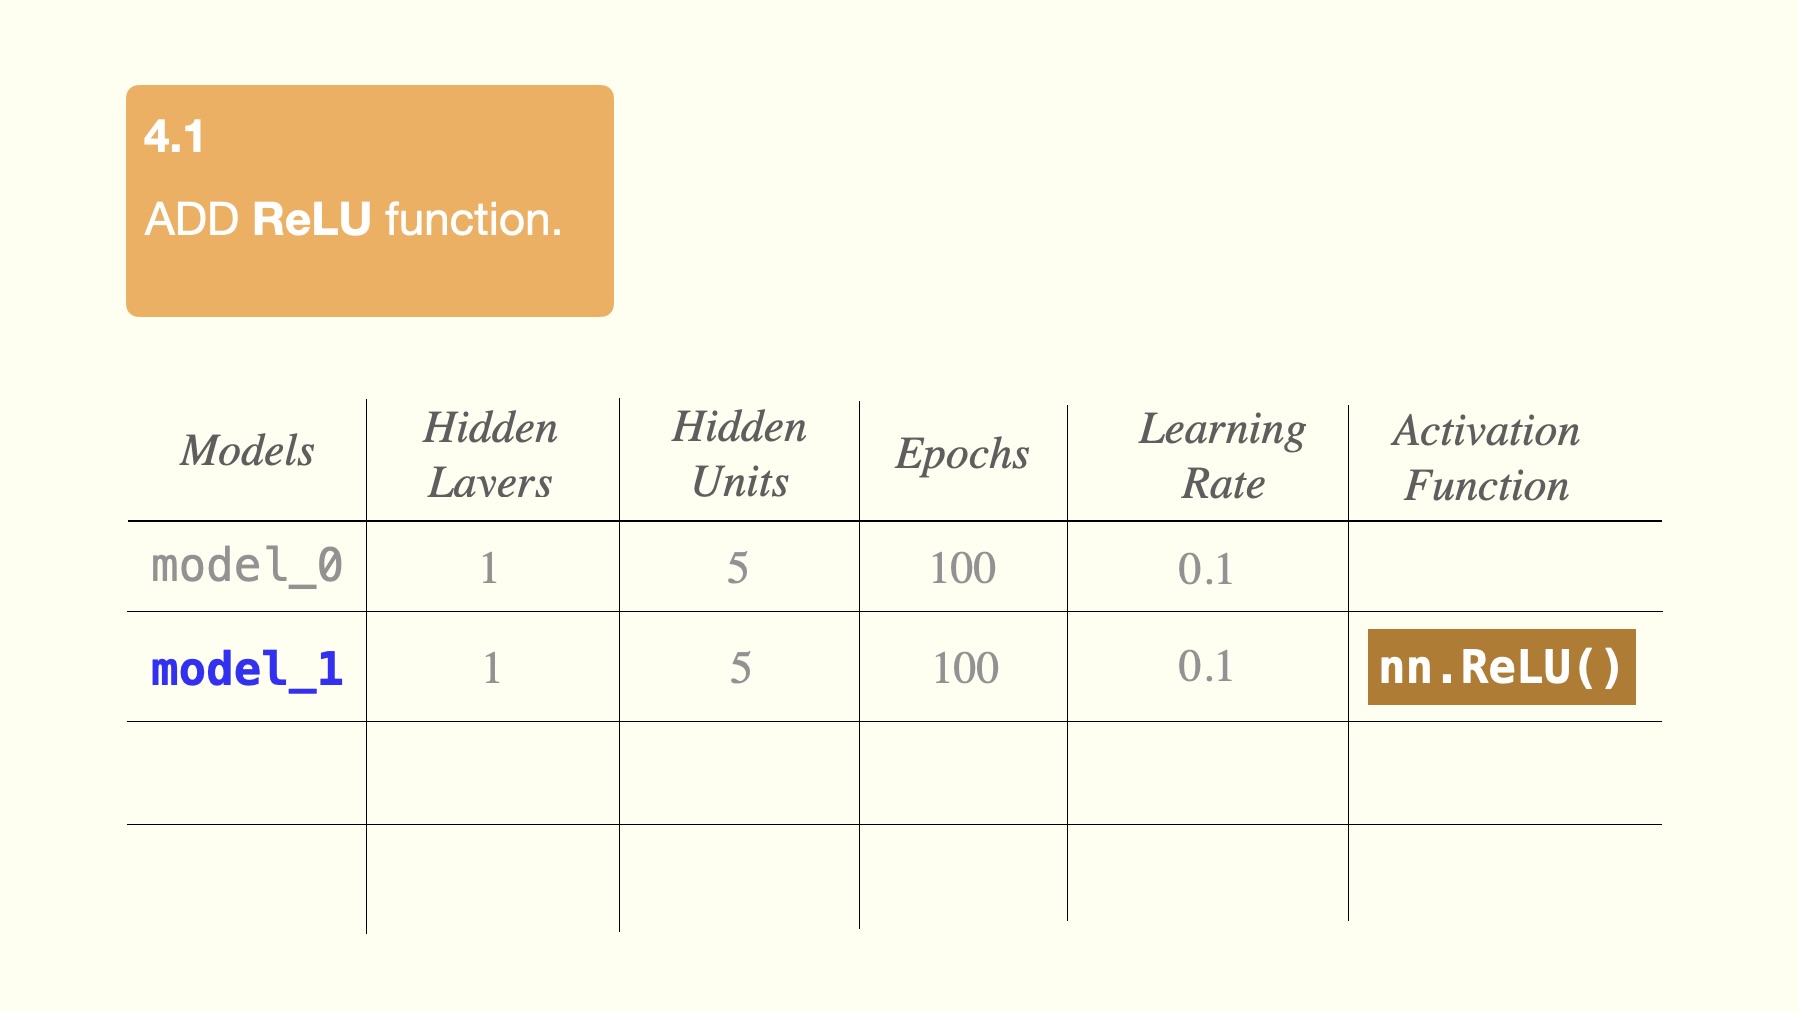 4.1
ADD ReLU function.
Models
Hidden
Lavers
Hidden
Units
Epochs
Learning
Rate
Activation
Function
model_0 1 5 100 0.1
model_1 1 5 100 0.1 nn.ReLU()